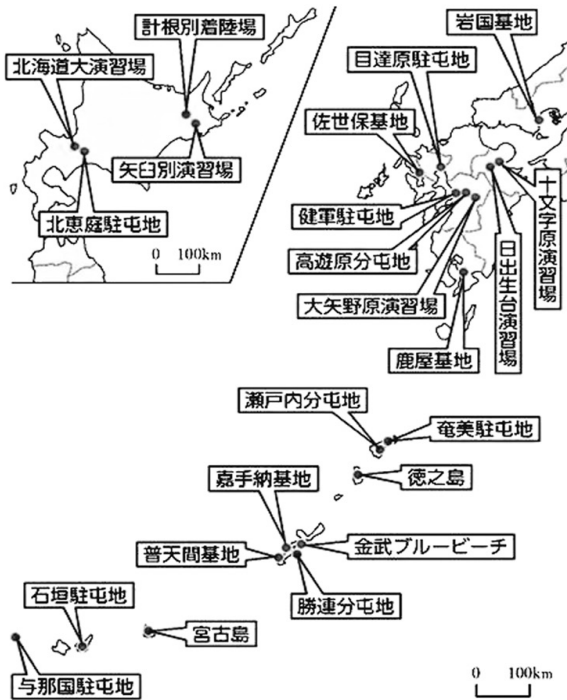 計根別着陸場
北海道大演習場
矢臼別演習場
北恵庭駐屯地
0 100km
岩国基地
目達原駐屯地
佐世保基地
健軍駐屯地
高遊原分屯地
大矢野原演習場
十文字原演習場
日出生台演習場
鹿屋基地
瀬戸内分屯地
奄美駐屯地
嘉手納基地
徳之島
普天間基地
金武ブルービーチ
勝連分屯地
石垣駐屯地
宮古島
与那国駐屯地
0 100km